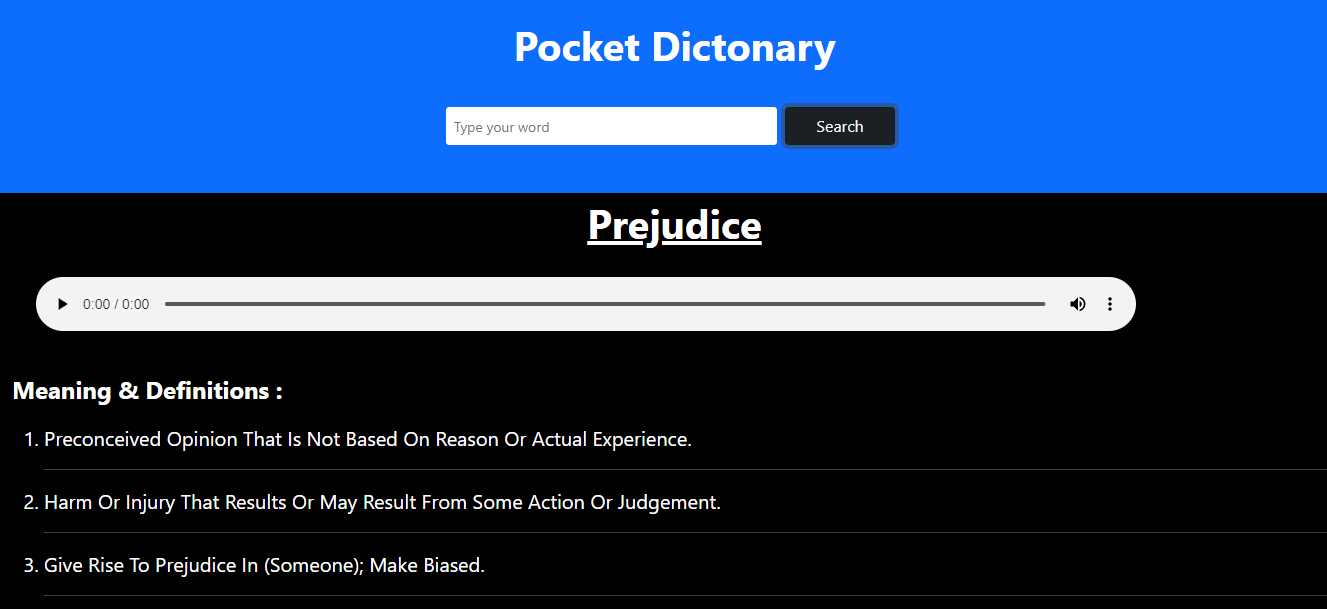 Pocket Dictonary
Type your word
Search
Prejudice
0:00 / 0:00
Meaning & Definitions :
1. Preconceived Opinion That Is Not Based On Reason Or Actual Experience.
2. Harm Or Injury That Results Or May Result From Some Action Or Judgement.
3. Give Rise To Prejudice In (Someone); Make Biased.